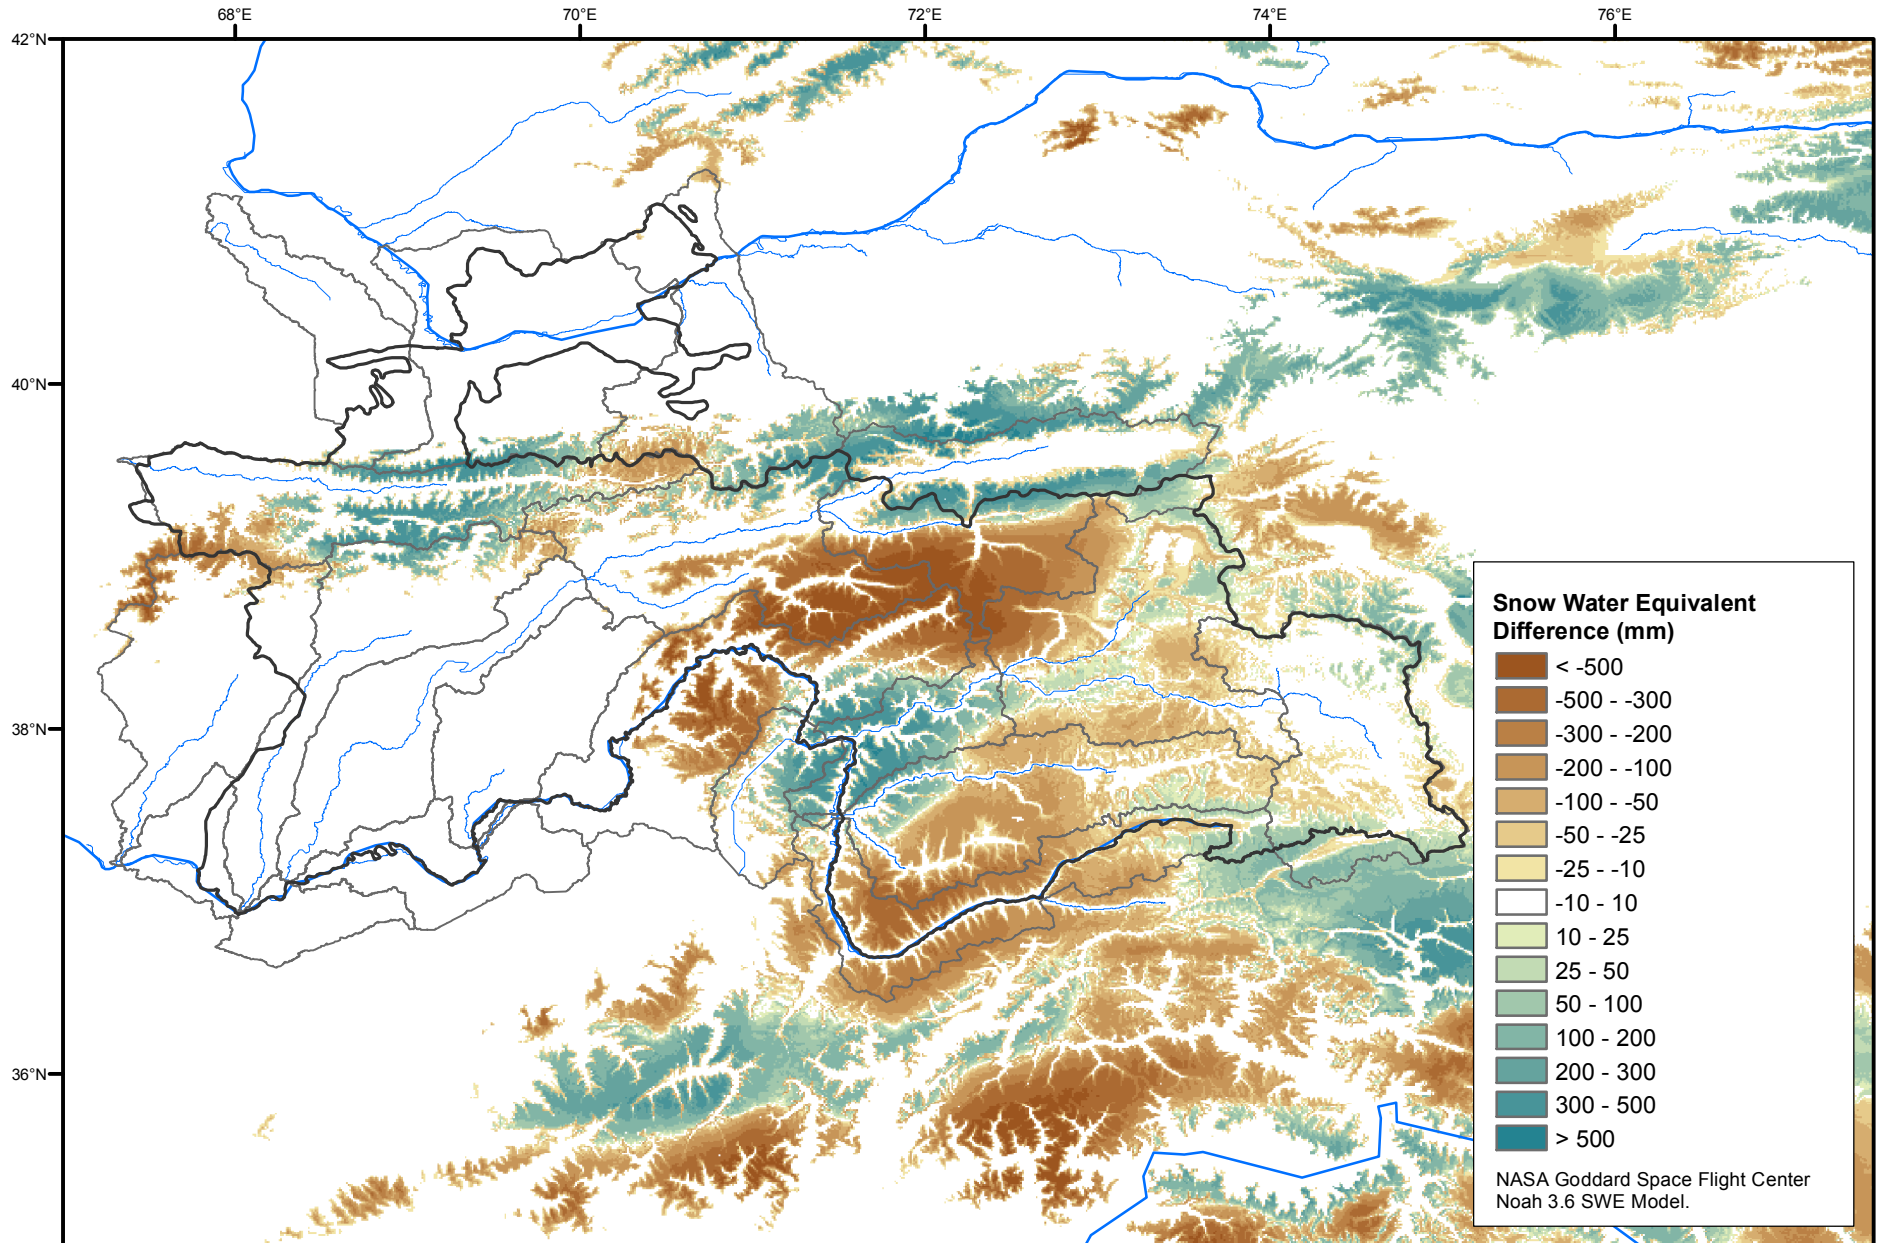 68°E 70°E 72°E 74°E 76°E
42°N
40°N
38°N
36°N
Snow Water Equivalent
Difference (mm)
< -500
-500 - -300
-300 - -200
-200 - -100
-100 - -50
-50 - -25
-25 - -10
-10 - 10
10 - 25
25 - 50
50 - 100
100 - 200
200 - 300
300 - 500
> 500
NASA Goddard Space Flight Center
Noah 3.6 SWE Model.